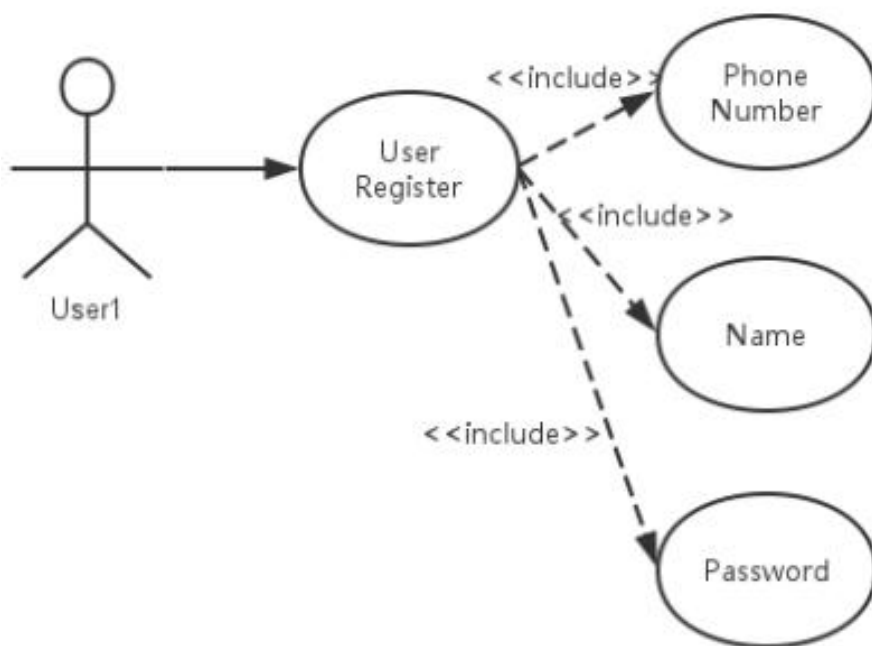 <<include>>
Phone
Number
User
Register
<<include>>
User1
Name
<<include>>
Password